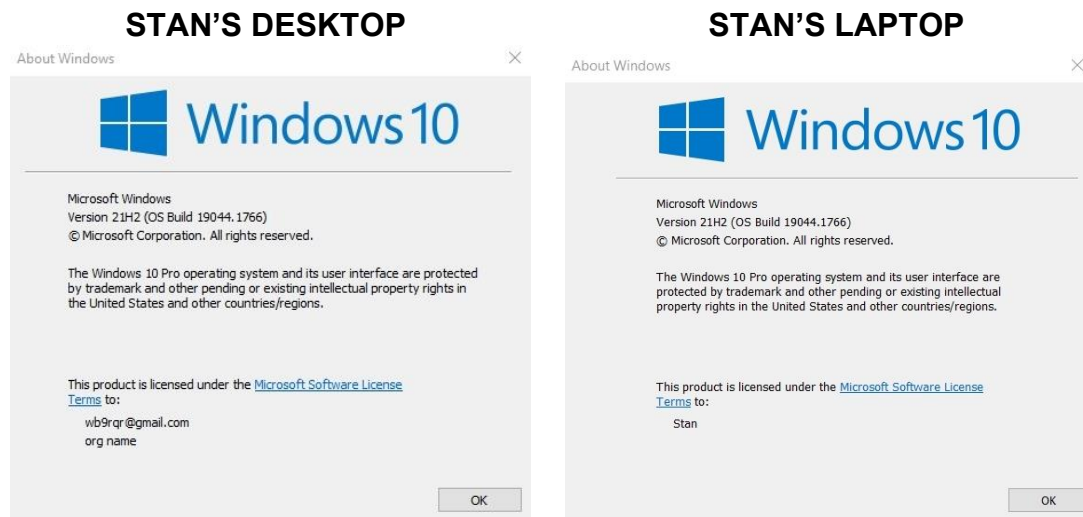 STAN’S DESKTOP
About Windows
Windows 10
Microsoft Windows
Version 21H2 (OS Build 19044.1766)
© Microsoft Corporation. All rights reserved.
The Windows 10 Pro operating system and its user interface are protected
by trademark and other pending or existing intellectual property rights in
the United States and other countries/regions.
This product is licensed under the Microsoft Software License
Terms to:
wb9rqr@gmail.com
org name
OK
STAN’S LAPTOP
About Windows
Windows 10
Microsoft Windows
Version 21H2 (OS Build 19044.1766)
© Microsoft Corporation. All rights reserved.
The Windows 10 Pro operating system and its user interface are
protected by trademark and other pending or existing intellectual
property rights in the United States and other countries/regions.
This product is licensed under the Microsoft Software License
Terms to:
Stan
OK